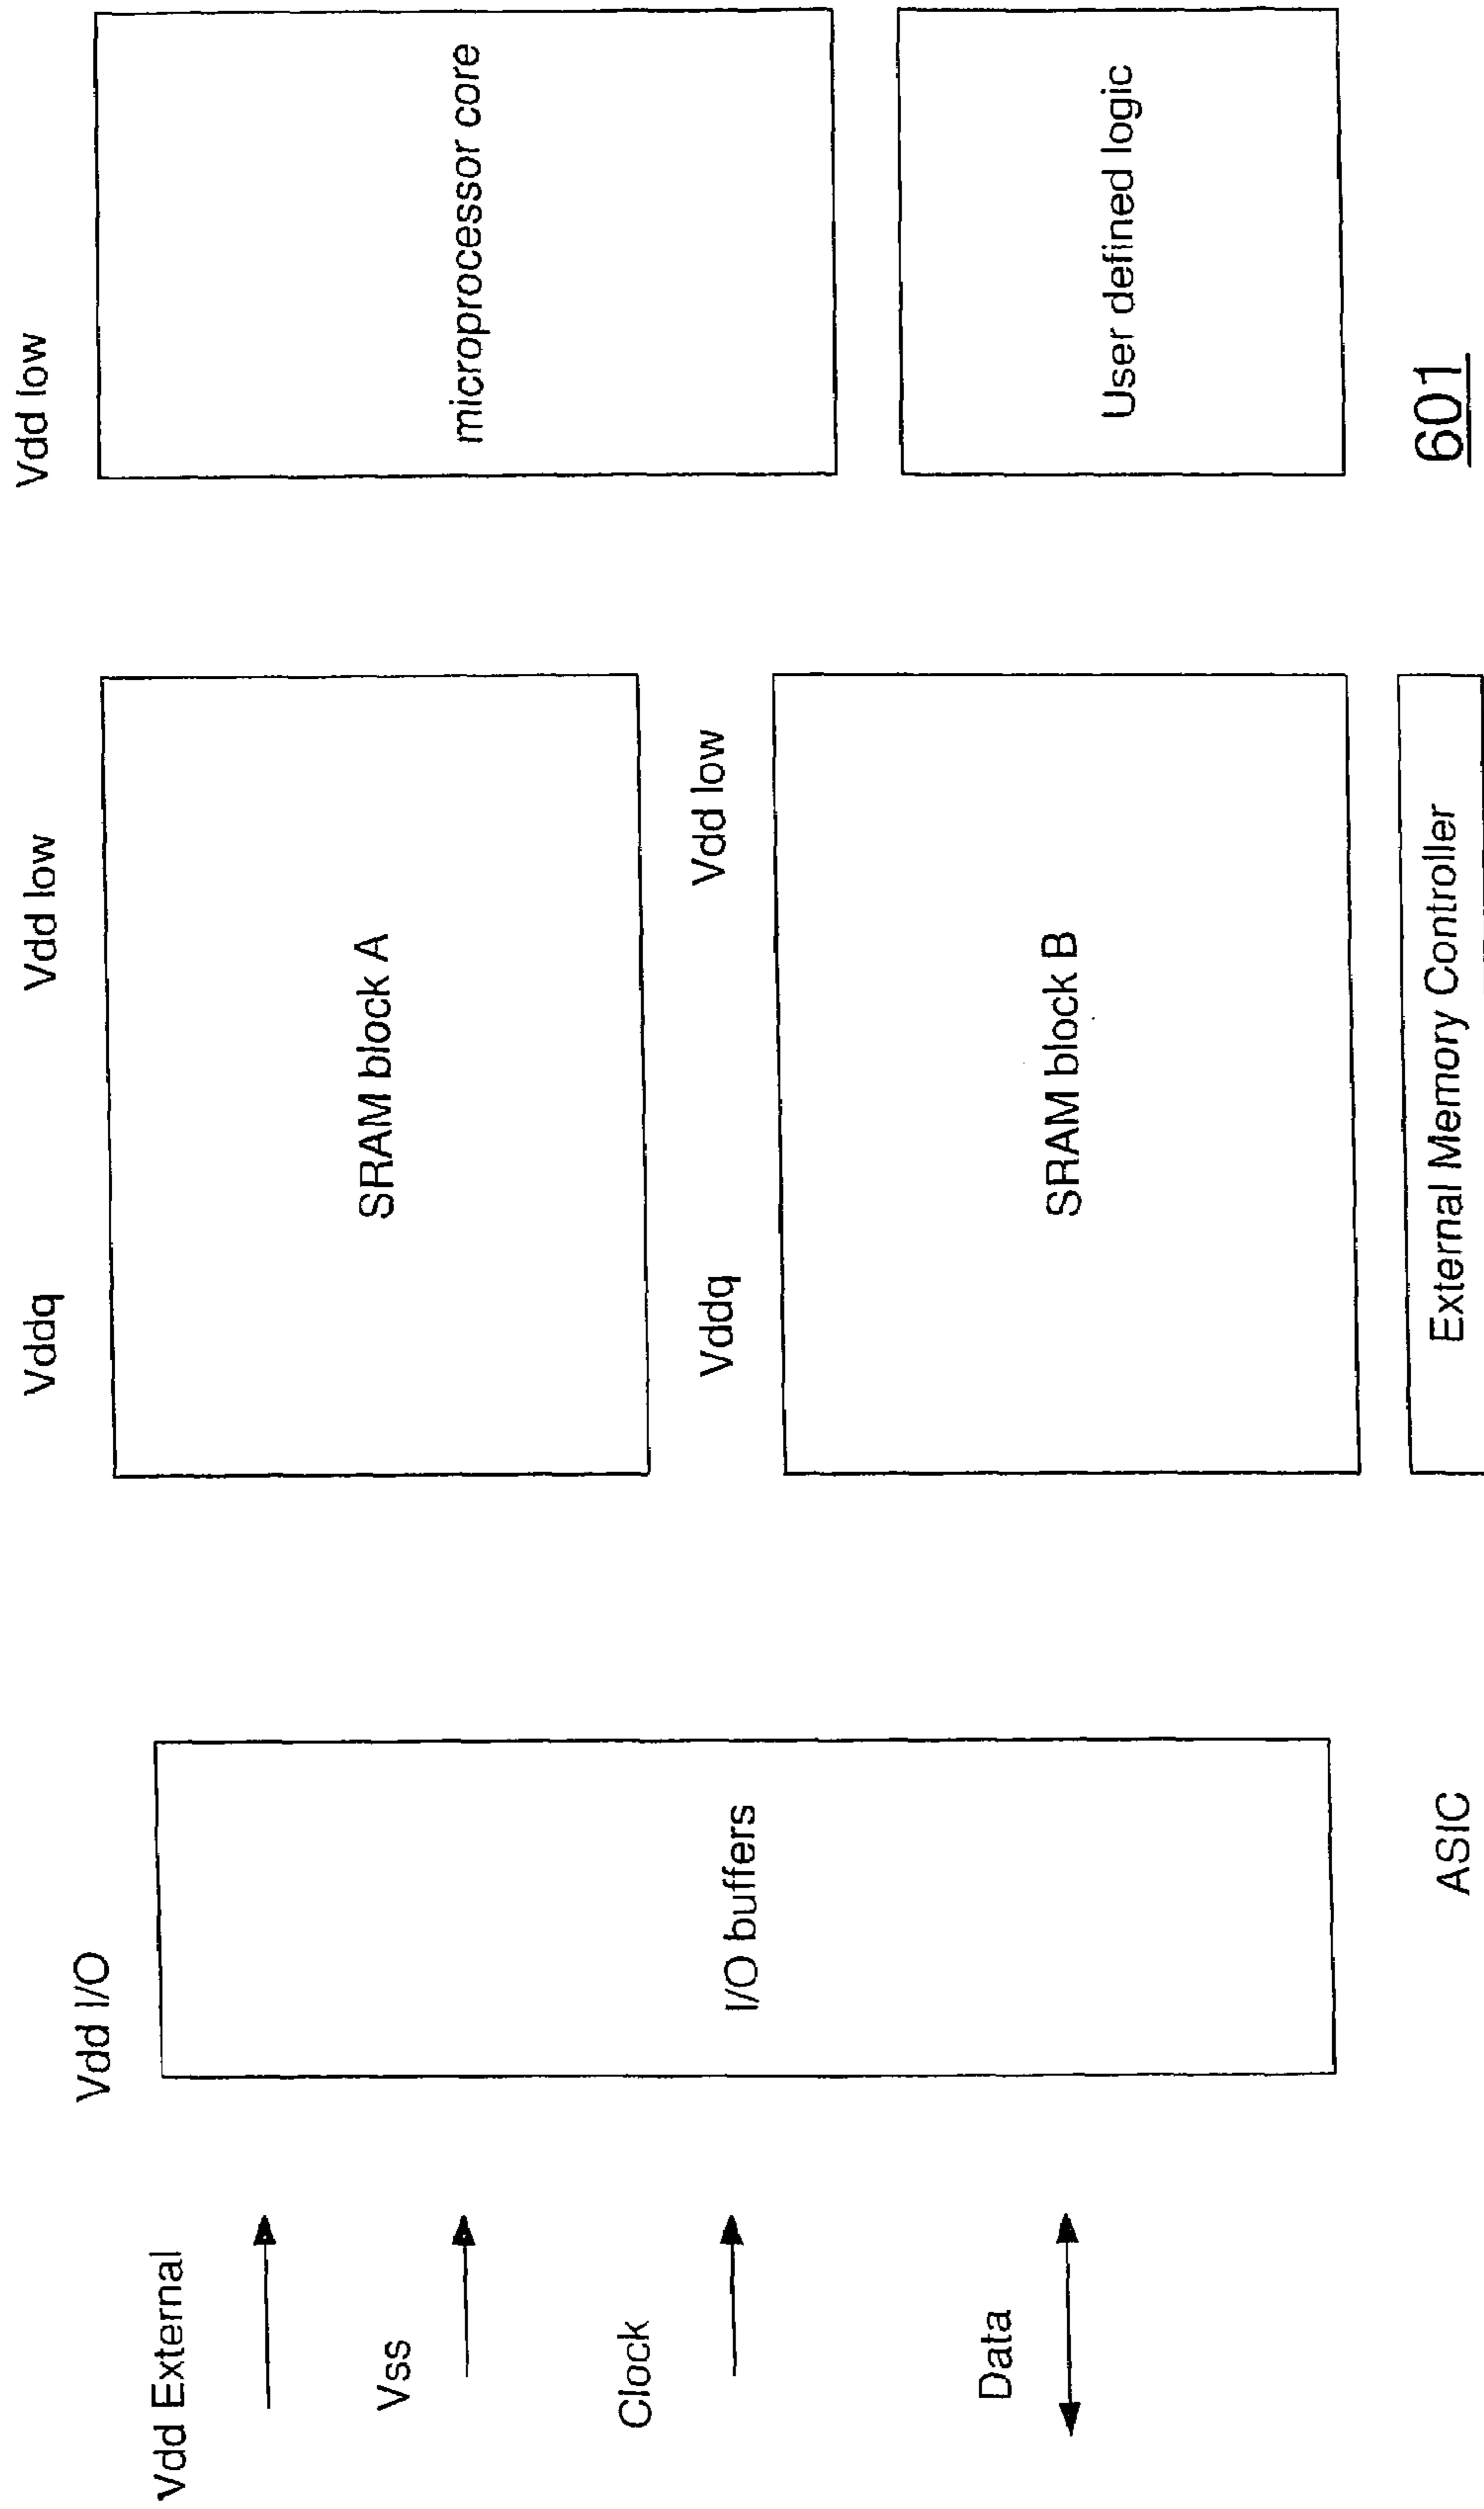 Vdd low
Vddq
Vdd low
Vdd I/O
Vdd External
microprocessor core
SRAM block A
Vss
Vddq
Vdd low
I/O buffers
Clock
User defined logic
SRAM block B
Data
External Memory Controller
ASIC
601